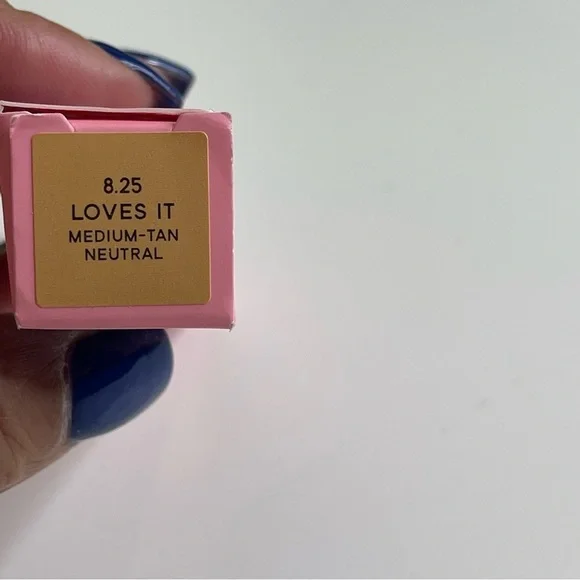 8.25
LOVES IT
MEDIUM-TAN
NEUTRAL